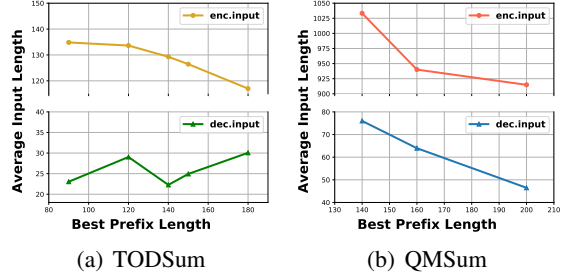 Average Input Length
150
140
130
120
enc.input
40
35
30
25
20
dec.input
80 100 120 140 160 180
Best Prefix Length
(a) TODSum
Average Input Length
1050
1025
1000
975
950
925
900
enc.input
80
70
60
50
40
dec.input
130 140 150 160 170 180 190 200 210
Best Prefix Length
(b) QMSum